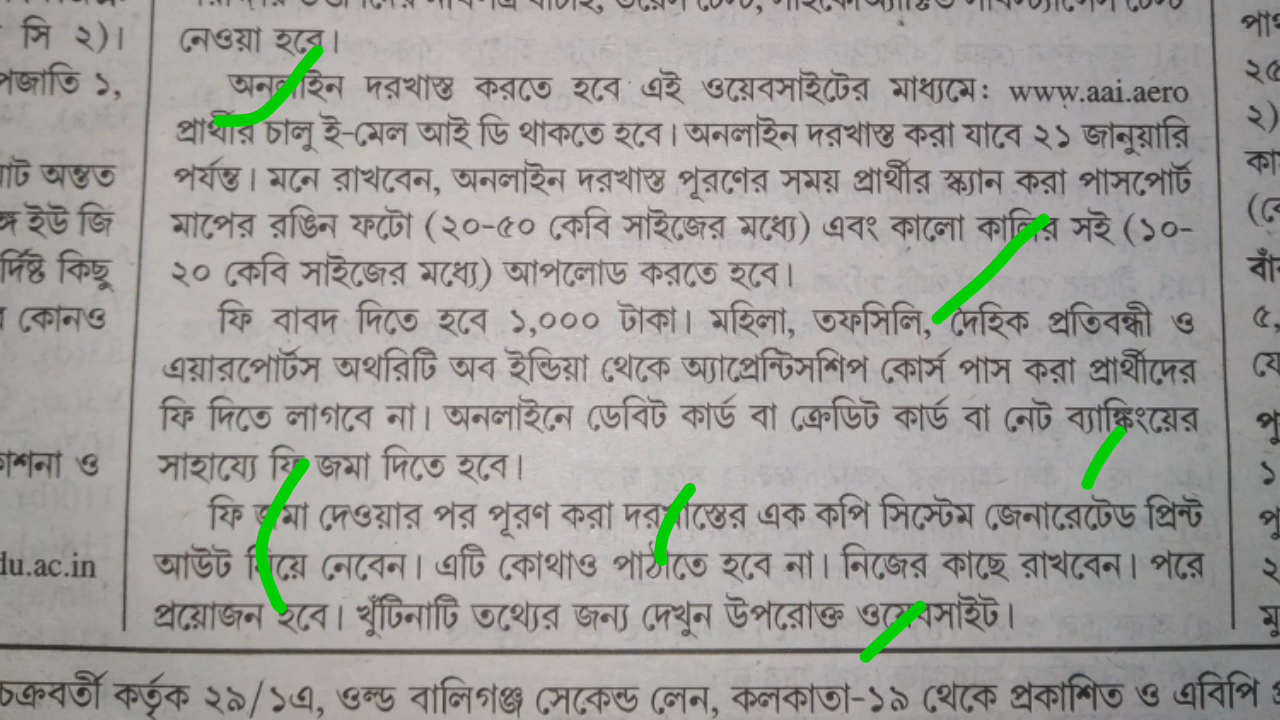 সি ২)।
নেওয়া হবে।
১,
অনলাইন দরখাস্ত করতে হবে এই ওয়েবসাইটের মাধ্যমে: www.aai.aero
প্রার্থীর চালু ই-মেল আই ডি থাকতে হবে। অনলাইন দরখাস্ত করা যাবে ২১ জানুয়ারি
অন্তত
পর্যন্ত। মনে রাখবেন, অনলাইন দরখাস্ত পূরণের সময় প্রার্থীর স্ক্যান করা পাসপোর্ট
ইউ জি
মাপের রঙিন ফটো (২০-৫০ কেবি সাইজের মধ্যে) এবং কালো কালির সই (১০-
কিছু
২০ কেবি সাইজের মধ্যে) আপলোড করতে হবে।
কোনও
ফি বাবদ দিতে হবে ১,০০০ টাকা। মহিলা, তফসিলি, দৈহিক প্রতিবন্ধী ও
এয়ারপোর্টস অথরিটি অব ইন্ডিয়া থেকে অ্যাপ্রেন্টিসশিপ কোর্স পাস করা প্রার্থীদের
ফি দিতে লাগবে না। অনলাইনে ডেবিট কার্ড বা ক্রেডিট কার্ড বা নেট ব্যাঙ্কিংয়ের
ও
সাহায্যে ফি জমা দিতে হবে।
ফি জমা দেওয়ার পর পূরণ করা দরখাস্তের এক কপি সিস্টেম জেনারেটেড প্রিন্ট
du.ac.in
আউট নিয়ে নেবেন। এটি কোথাও পাঠাতে হবে না। নিজের কাছে রাখবেন। পরে
প্রয়োজন হবে। খুঁটিনাটি তথ্যের জন্য দেখুন উপরোক্ত ওয়েবসাইট।
চক্রবর্তী কর্তৃক ২৯/১এ, ওল্ড বালিগঞ্জ সেকেন্ড লেন, কলকাতা-১৯ থেকে প্রকাশিত ও এবিপি